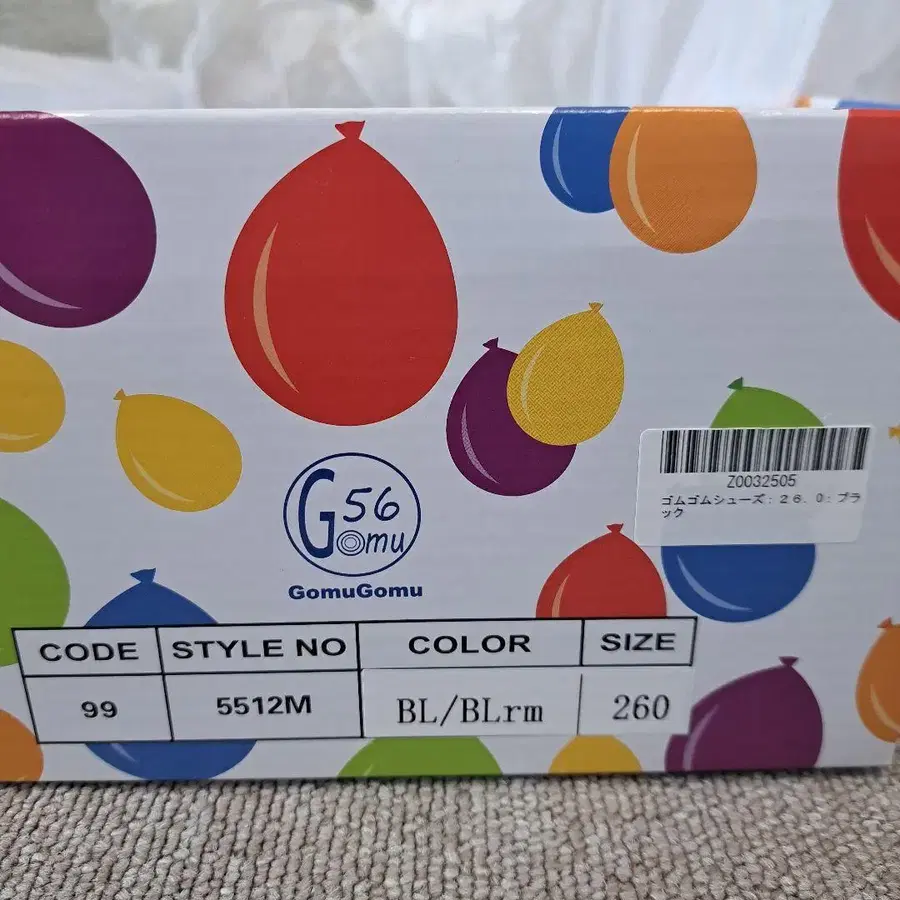 Z0032505
ゴムゴムシューズ：２６．０：ブラ
ック
G56
Gomu
GomuGomu
CODE STYLE NO COLOR SIZE
99 5512M BL/BLrm 260